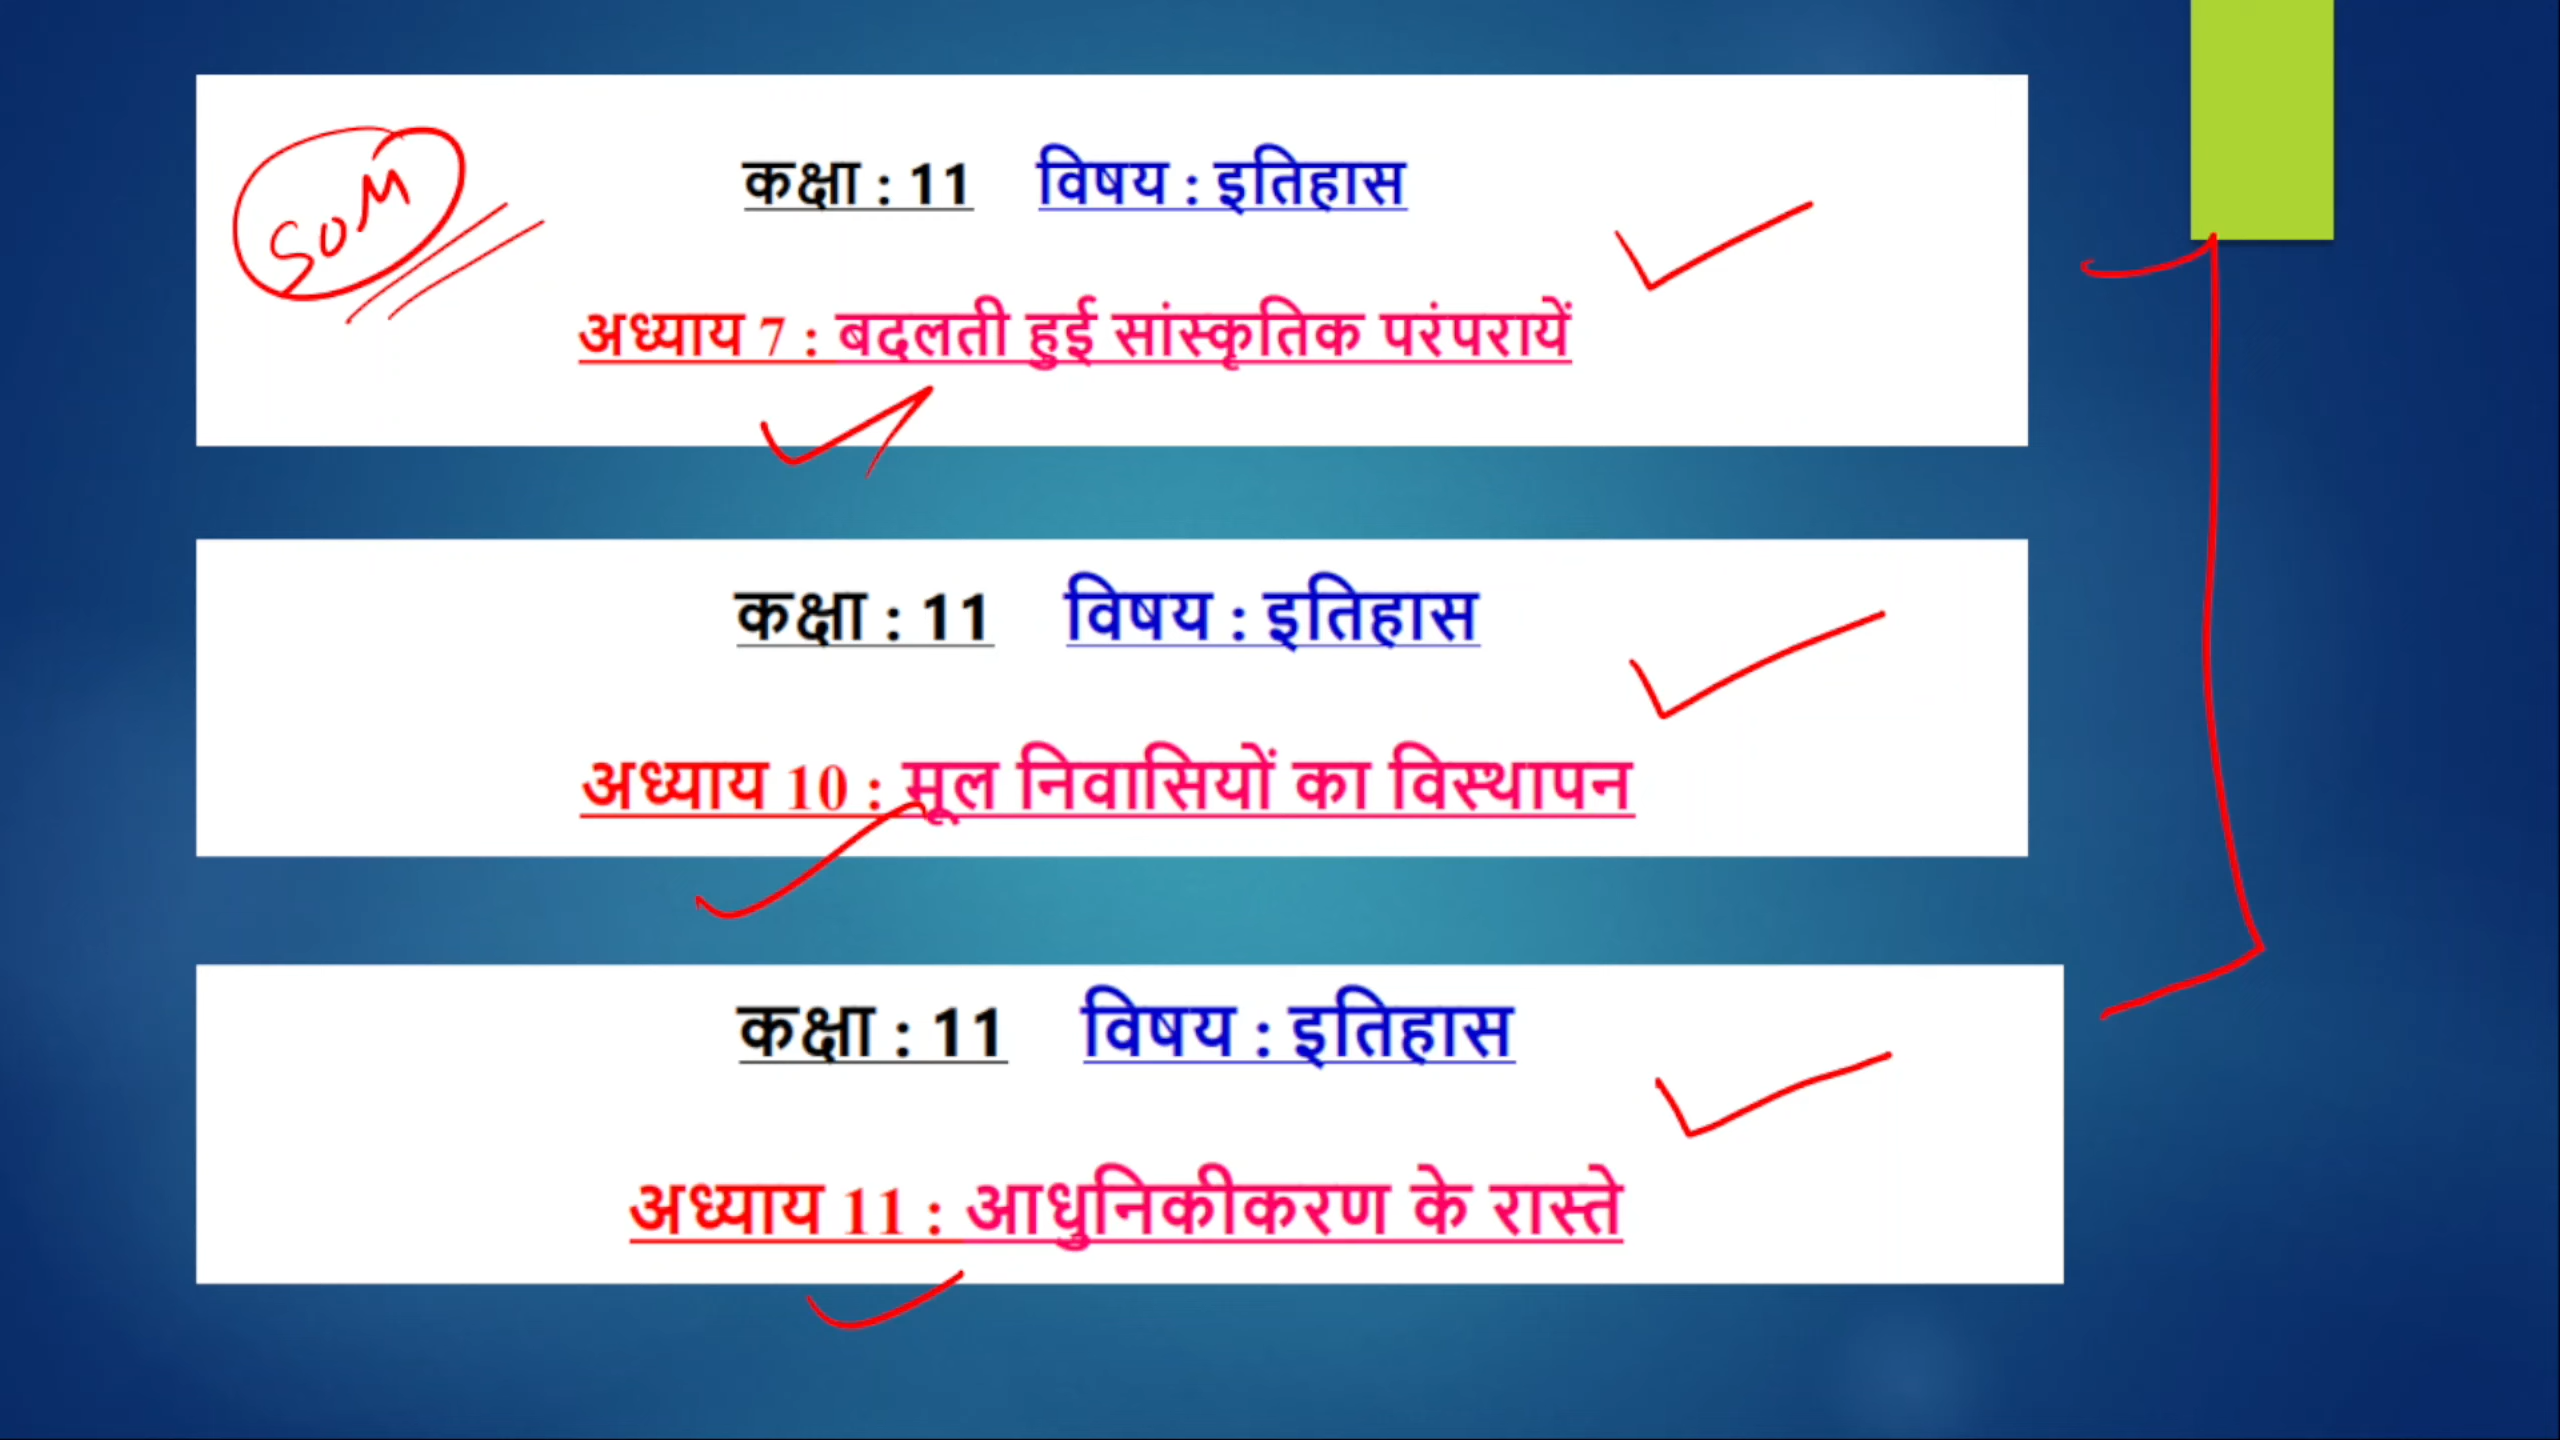 SOM
कक्षा : 11 विषय : इतिहास
अध्याय 7 : बदलती हुई सांस्कृतिक परंपरायें
कक्षा : 11 विषय : इतिहास
अध्याय 10 : मूल निवासियों का विस्थापन
कक्षा : 11 विषय : इतिहास
अध्याय 11 : आधुनिकीकरण के रास्ते